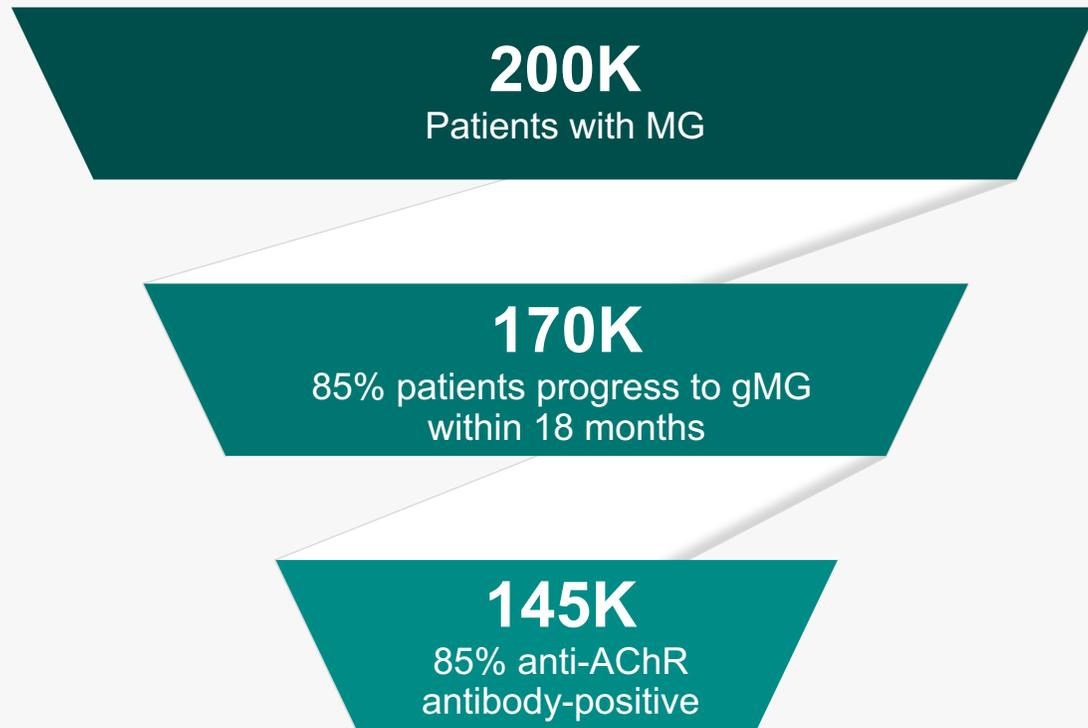 200K
Patients with MG
170K
85% patients progress to gMG
within 18 months
145K
85% anti-AChR
antibody-positive